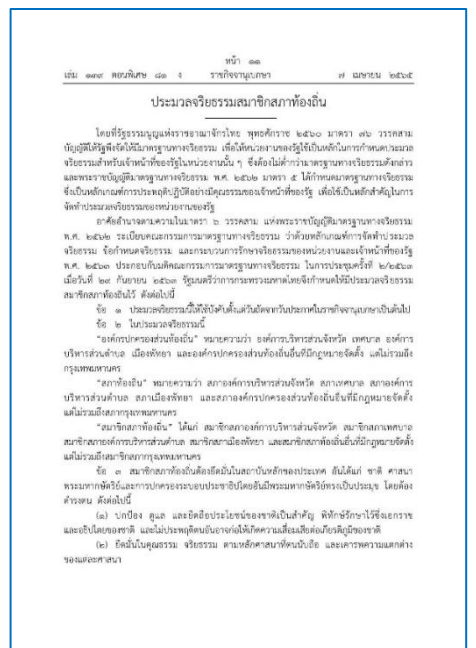 หน้า ๑๑
เล่ม ๑๓๙ ตอนพิเศษ ๘๑ ง ราชกิจจานุเบกษา ๗ เมษายน ๒๕๖๕
ประมวลจริยธรรมสมาชิกสภาท้องถิ่น
โดยที่รัฐธรรมนูญแห่งราชอาณาจักรไทย พุทธศักราช ๒๕๖๐ มาตรา ๗๖ วรรคสาม
บัญญัติให้รัฐพึงจัดให้มีมาตรฐานทางจริยธรรม เพื่อให้หน่วยงานของรัฐใช้เป็นหลักในการกำหนดประมวล
จริยธรรมสำหรับเจ้าหน้าที่ของรัฐในหน่วยงานนั้น ๆ ซึ่งต้องไม่ต่ำกว่ามาตรฐานทางจริยธรรมดังกล่าว
และพระราชบัญญัติมาตรฐานทางจริยธรรม พ.ศ. ๒๕๖๒ มาตรา ๕ ได้กำหนดมาตรฐานทางจริยธรรม
ซึ่งเป็นหลักเกณฑ์การประพฤติปฏิบัติอย่างมีคุณธรรมของเจ้าหน้าที่ของรัฐ เพื่อใช้เป็นหลักสำคัญในการ
จัดทำประมวลจริยธรรมของหน่วยงานของรัฐ
อาศัยอำนาจตามความในมาตรา ๖ วรรคสาม แห่งพระราชบัญญัติมาตรฐานทางจริยธรรม
พ.ศ. ๒๕๖๒ ระเบียบคณะกรรมการมาตรฐานทางจริยธรรม ว่าด้วยหลักเกณฑ์การจัดทำประมวล
จริยธรรม ข้อกำหนดจริยธรรม และกระบวนการรักษาจริยธรรมของหน่วยงานและเจ้าหน้าที่ของรัฐ
พ.ศ. ๒๕๖๓ ประกอบกับมติคณะกรรมการมาตรฐานทางจริยธรรม ในการประชุมครั้งที่ ๒/๒๕๖๓
เมื่อวันที่ ๒๙ กันยายน ๒๕๖๓ รัฐมนตรีว่าการกระทรวงมหาดไทยจึงกำหนดให้มีประมวลจริยธรรม
สมาชิกสภาท้องถิ่นไว้ ดังต่อไปนี้
ข้อ ๑ ประมวลจริยธรรมนี้ให้ใช้บังคับตั้งแต่วันถัดจากวันประกาศในราชกิจจานุเบกษาเป็นต้นไป
ข้อ ๒ ในประมวลจริยธรรมนี้
“องค์กรปกครองส่วนท้องถิ่น” หมายความว่า องค์การบริหารส่วนจังหวัด เทศบาล องค์การ
บริหารส่วนตำบล เมืองพัทยา และองค์กรปกครองส่วนท้องถิ่นอื่นที่มีกฎหมายจัดตั้ง แต่ไม่รวมถึง
กรุงเทพมหานคร
“สภาท้องถิ่น” หมายความว่า สภาองค์การบริหารส่วนจังหวัด สภาเทศบาล สภาองค์การ
บริหารส่วนตำบล สภาเมืองพัทยา และสภาองค์กรปกครองส่วนท้องถิ่นอื่นที่มีกฎหมายจัดตั้ง
แต่ไม่รวมถึงสภากรุงเทพมหานคร
“สมาชิกสภาท้องถิ่น” ได้แก่ สมาชิกสภาองค์การบริหารส่วนจังหวัด สมาชิกสภาเทศบาล
สมาชิกสภาองค์การบริหารส่วนตำบล สมาชิกสภาเมืองพัทยา และสมาชิกสภาท้องถิ่นอื่นที่มีกฎหมายจัดตั้ง
แต่ไม่รวมถึงสมาชิกสภากรุงเทพมหานคร
ข้อ ๓ สมาชิกสภาท้องถิ่นต้องยึดมั่นในสถาบันหลักของประเทศ อันได้แก่ ชาติ ศาสนา
พระมหากษัตริย์และการปกครองระบอบประชาธิปไตยอันมีพระมหากษัตริย์ทรงเป็นประมุข โดยต้อง
ดำรงตน ดังต่อไปนี้
(๑) ปกป้อง ดูแล และยึดถือประโยชน์ของชาติเป็นสำคัญ พิทักษ์รักษาไว้ซึ่งเอกราช
และอธิปไตยของชาติ และไม่ประพฤติตนอันอาจก่อให้เกิดความเสื่อมเสียต่อเกียรติภูมิของชาติ
(๒) ยึดมั่นในคุณธรรม จริยธรรม ตามหลักศาสนาที่ตนนับถือ และเคารพความแตกต่าง
ของแต่ละศาสนา